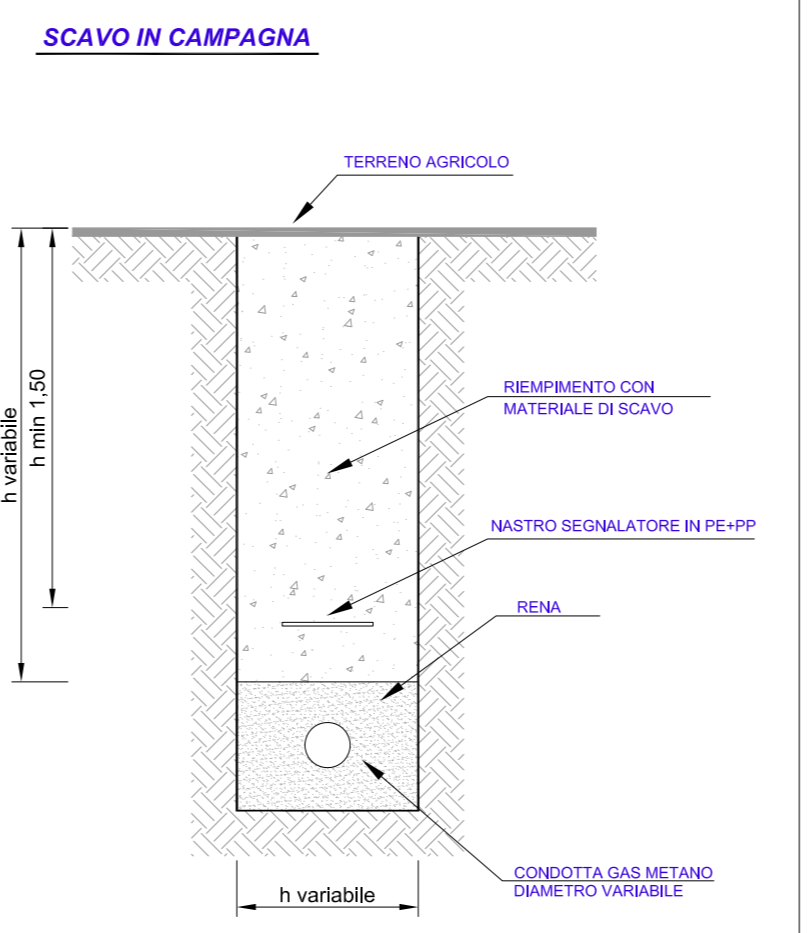 SCAVO IN CAMPAGNA
TERRENO AGRICOLO
h variabile
h min 1,50
RIEMPIMENTO CON
MATERIALE DI SCAVO
NASTRO SEGNALATORE IN PE+PP
RENA
CONDOTTA GAS METANO
DIAMETRO VARIABILE
h variabile